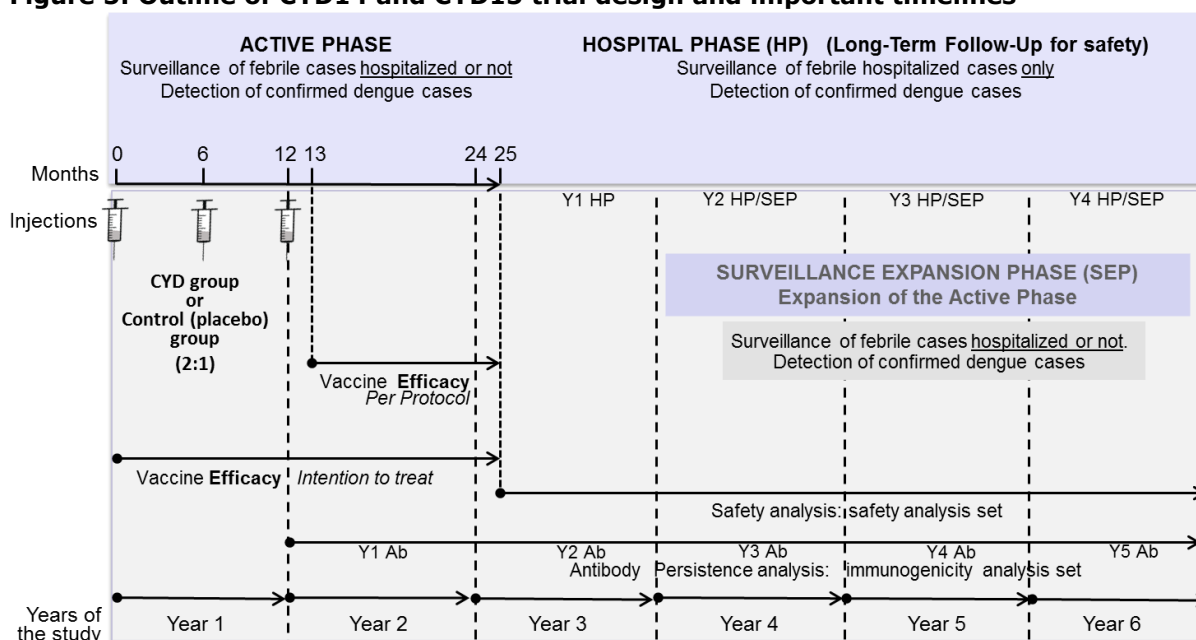 Figure 3: Outline of CYD14 and CYD15 trial design and important timelines
ACTIVE PHASE
Surveillance of febrile cases hospitalized or not
Detection of confirmed dengue cases
HOSPITAL PHASE (HP) (Long-Term Follow-Up for safety)
Surveillance of febrile hospitalized cases only
Detection of confirmed dengue cases
Months
0 6 12 13 24 25
Injections
Y1 HP Y2 HP/SEP Y3 HP/SEP Y4 HP/SEP
CYD group
or
Control (placebo)
group
(2:1)
SURVEILLANCE EXPANSION PHASE (SEP)
Expansion of the Active Phase
Surveillance of febrile cases hospitalized or not.
Detection of confirmed dengue cases
Vaccine Efficacy
Per Protocol
Vaccine Efficacy Intention to treat
Safety analysis: safety analysis set
Y1 Ab Y2 Ab Y3 Ab Y4 Ab Y5 Ab
Antibody Persistence analysis: immunogenicity analysis set
Years of
the study
Year 1 Year 2 Year 3 Year 4 Year 5 Year 6